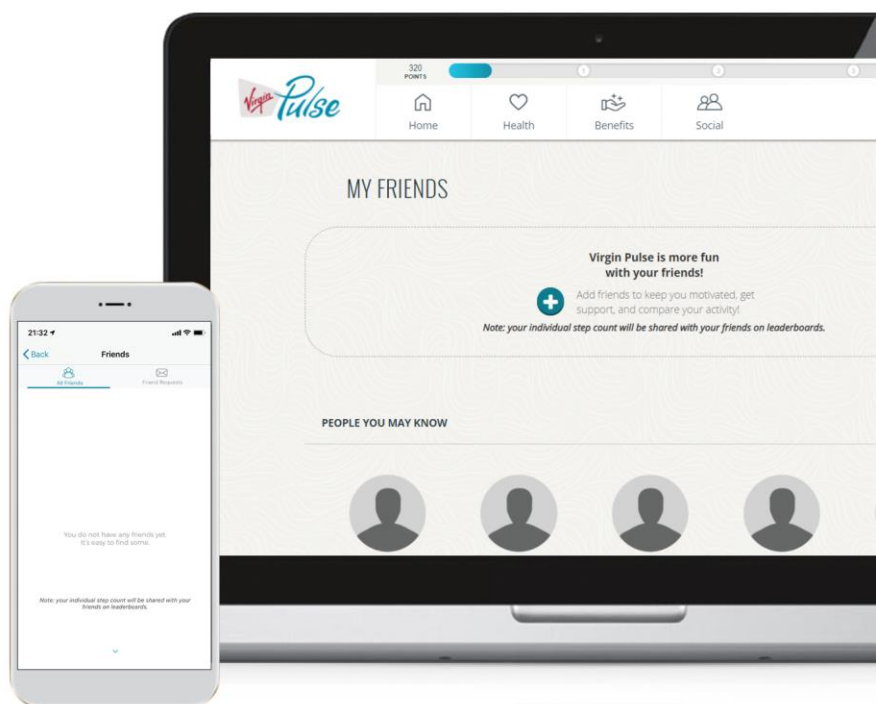 320
POINTS
1
2
3
Virgin Pulse
Home
Health
Benefits
Social
MY FRIENDS
Virgin Pulse is more fun
with your friends!
Add friends to keep you motivated, get
support, and compare your activity!
Note: your individual step count will be shared with your friends on leaderboards.
PEOPLE YOU MAY KNOW
21:32
Back
Friends
All Friends
Friend Requests
You do not have any friends yet.
It's easy to find some.
Note: your individual step count will be shared with your
friends on leaderboards.